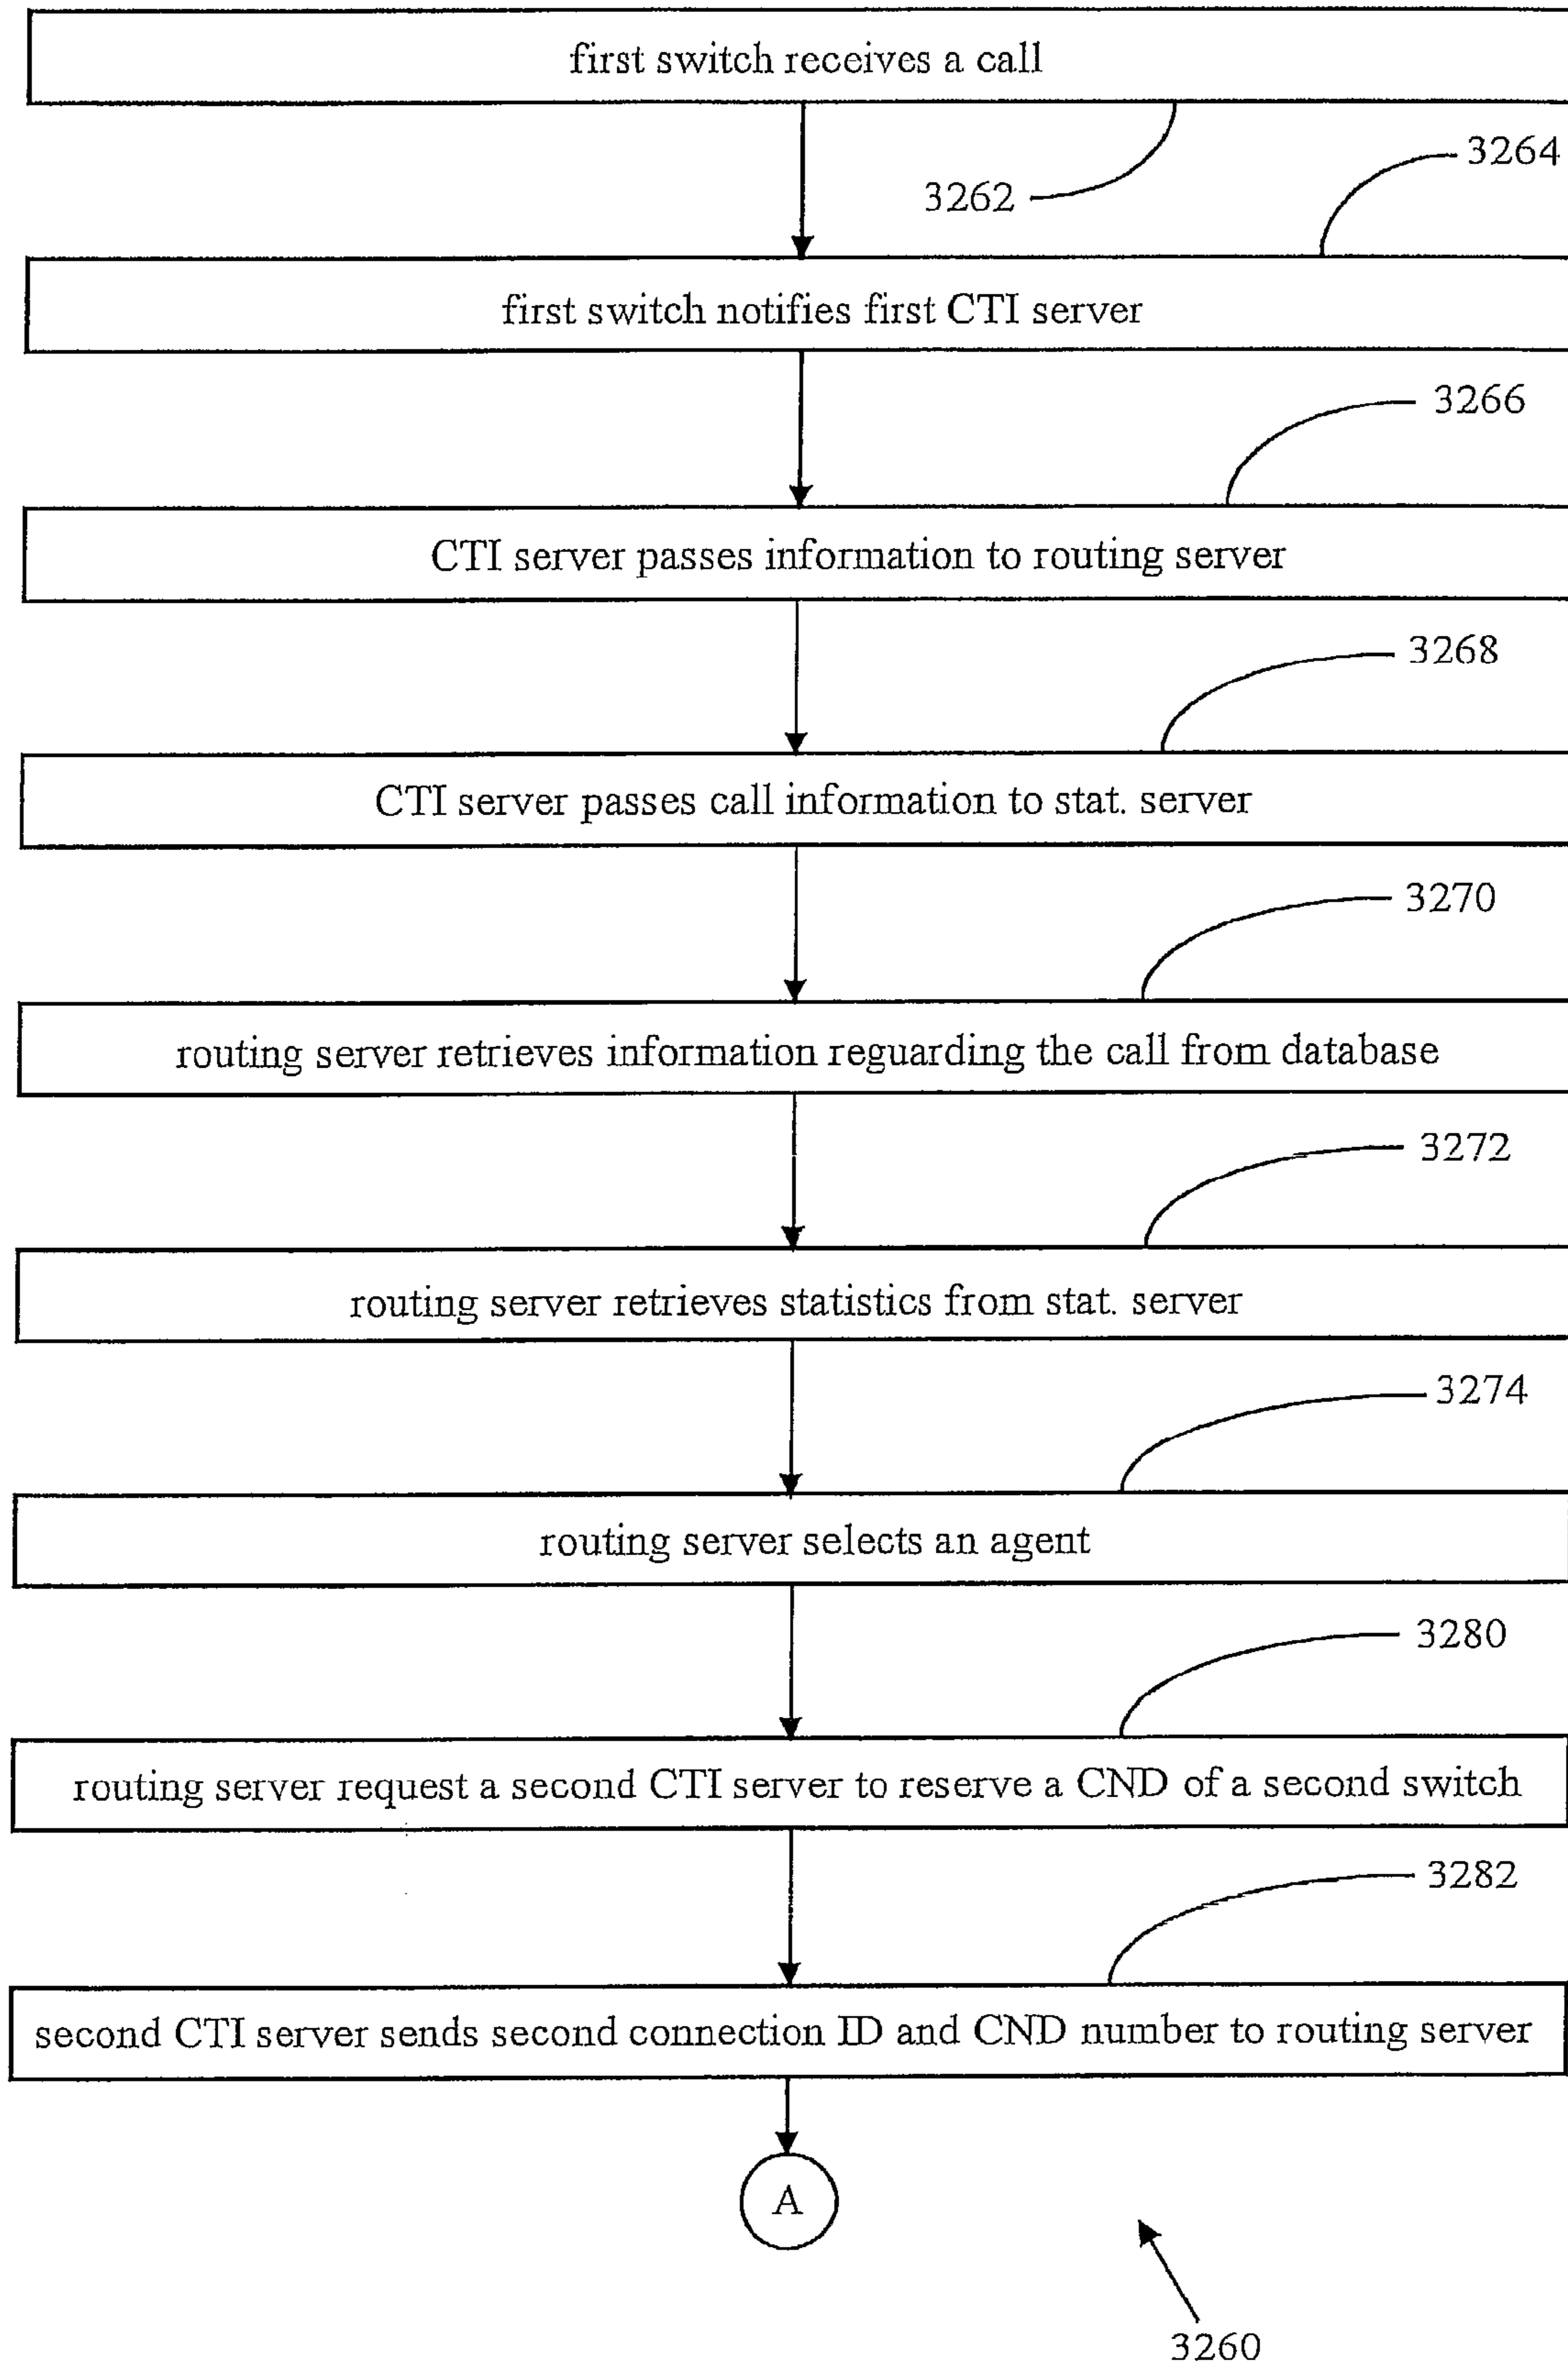 first switch receives a call
3264
3262
first switch notifies first CTI server
3266
CTI server passes information to routing server
3268
CTI server passes call information to stat. server
3270
routing server retrieves information reguarding the call from database
3272
routing server retrieves statistics from stat. server
3274
routing server selects an agent
3280
routing server request a second CTI server to reserve a CND of a second switch
3282
second CTI server sends second connection ID and CND number to routing server
A
3260